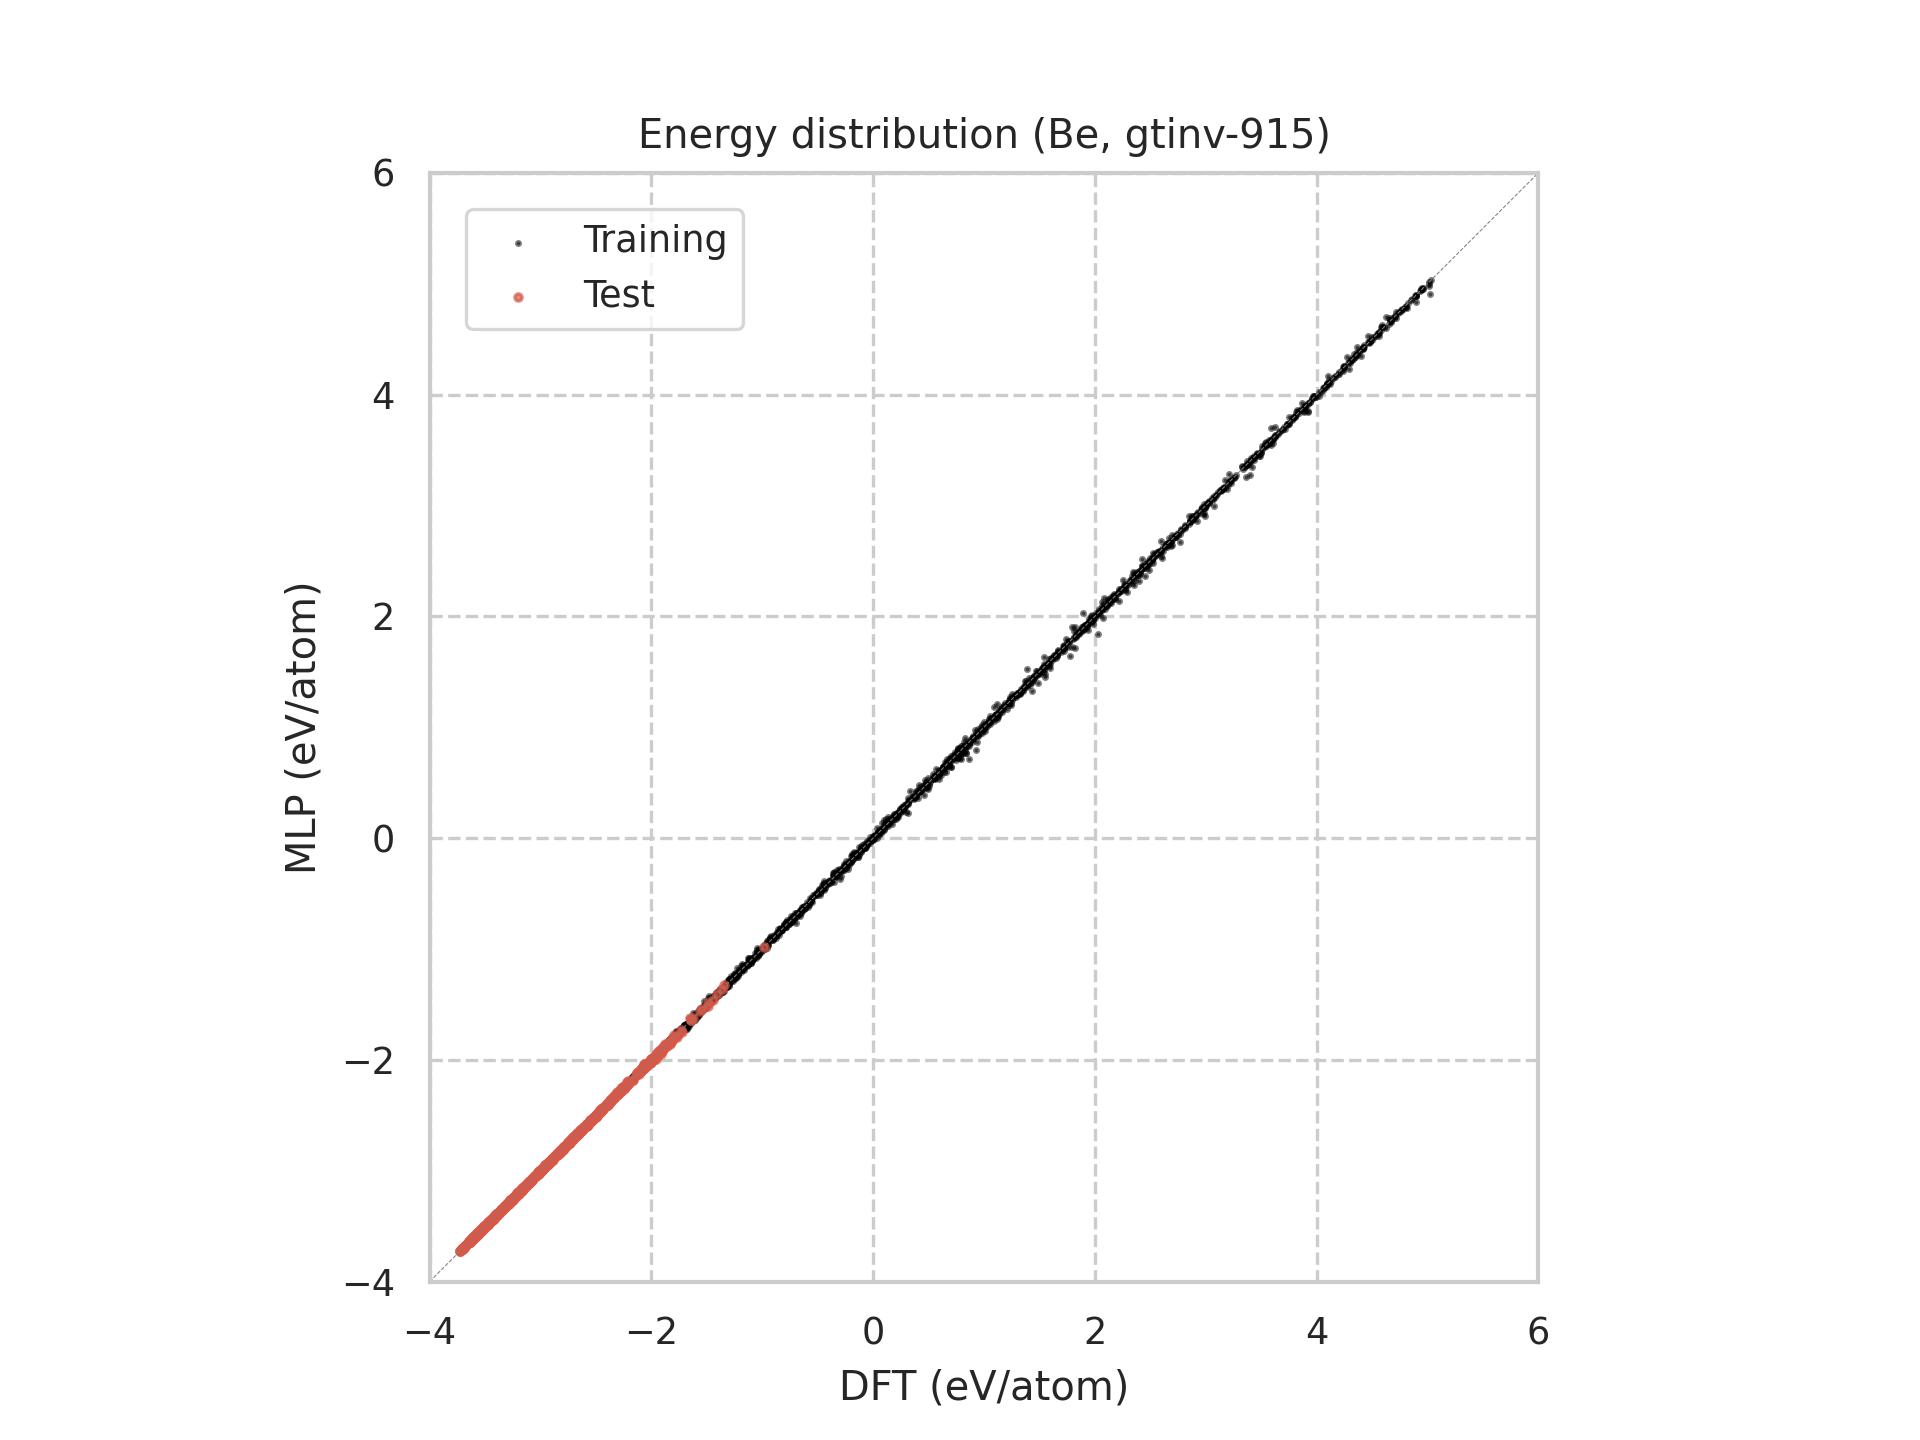 Energy distribution (Be, gtinv-915)
Training
Test
6
4
2
0
−2
−4
MLP (eV/atom)
−4 −2 0 2 4 6
DFT (eV/atom)